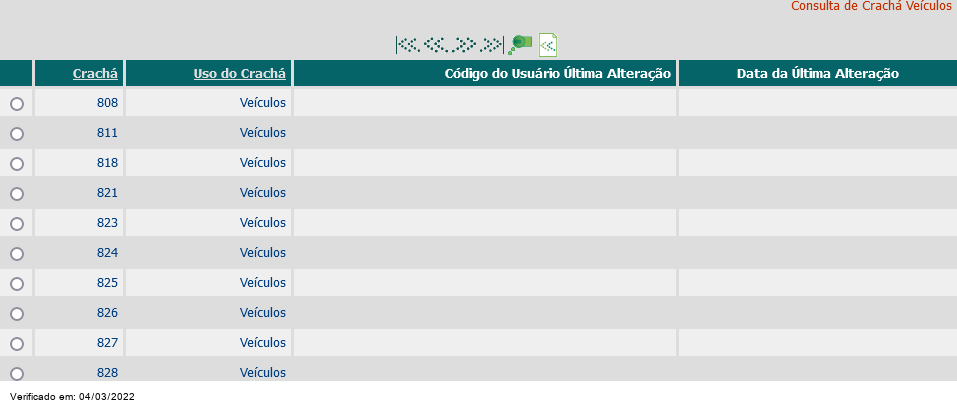 Consulta de Crachá Veículos
Crachá Uso do Crachá Código do Usuário Última Alteração Data da Última Alteração
808 Veículos
811 Veículos
818 Veículos
821 Veículos
823 Veículos
824 Veículos
825 Veículos
826 Veículos
827 Veículos
828 Veículos
Verificado em: 04/03/2022